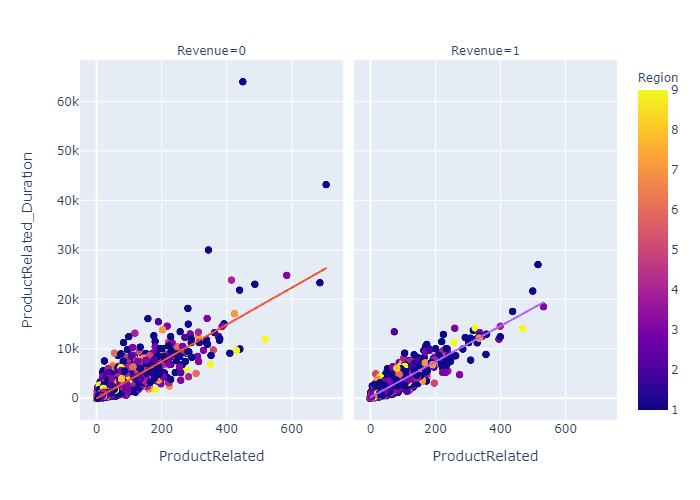 Revenue=0
Revenue=1
Region
ProductRelated_Duration
60k
50k
40k
30k
20k
10k
0
0
200
400
600
0
200
400
600
ProductRelated
ProductRelated
9
8
7
6
5
4
3
2
1